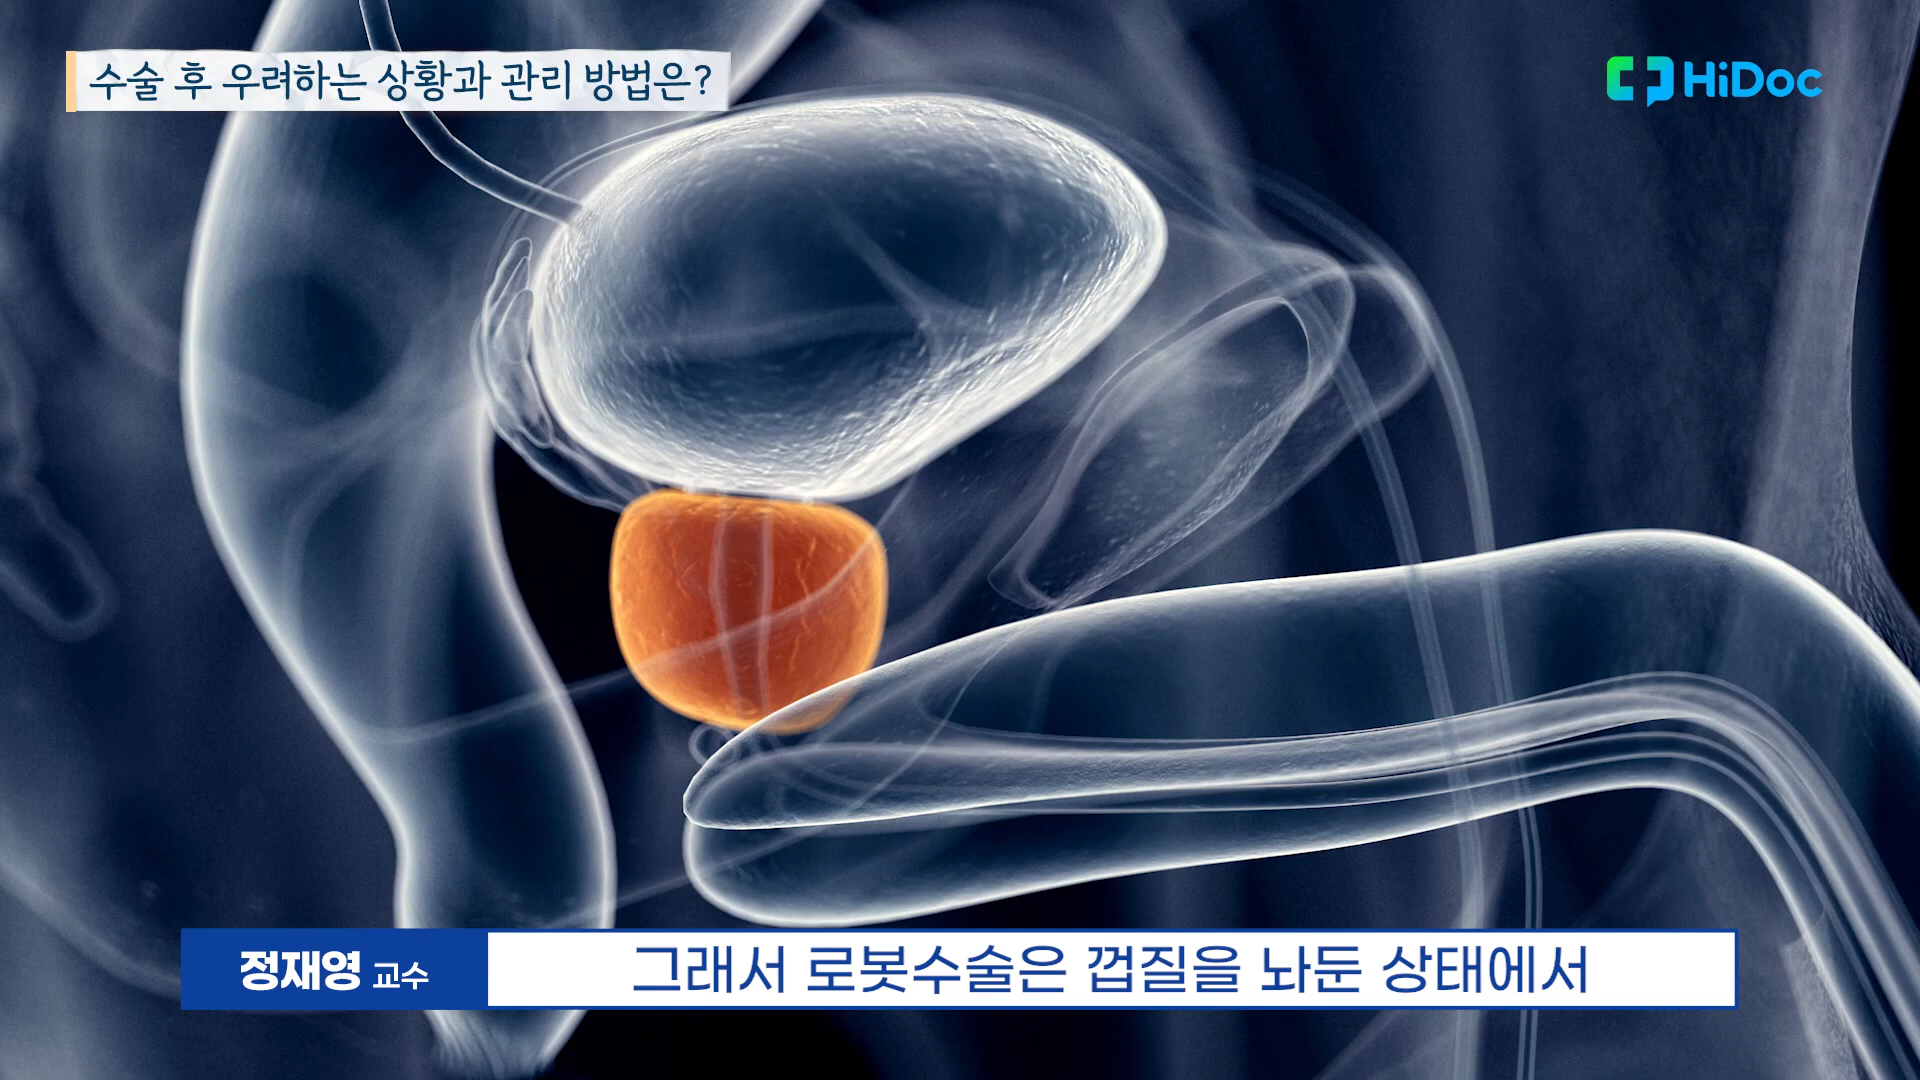 수술 후 우려하는 상황과 관리 방법은?
HiDoc
정재영 교수
그래서 로봇수술은 껍질을 놔둔 상태에서